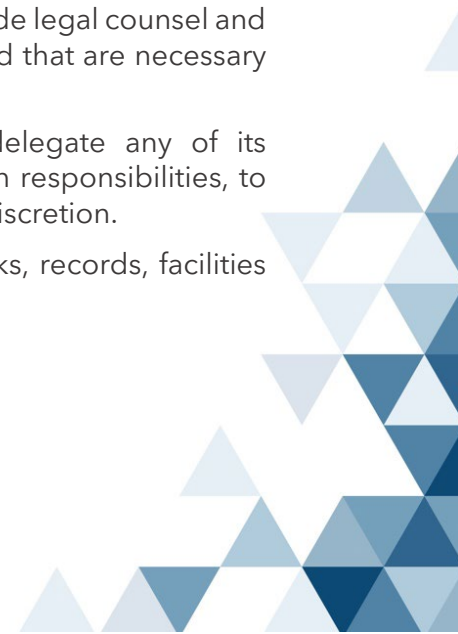 de legal counsel and
d that are necessary
delegate any of its
responsibilities, to
iscretion.
ks, records, facilities